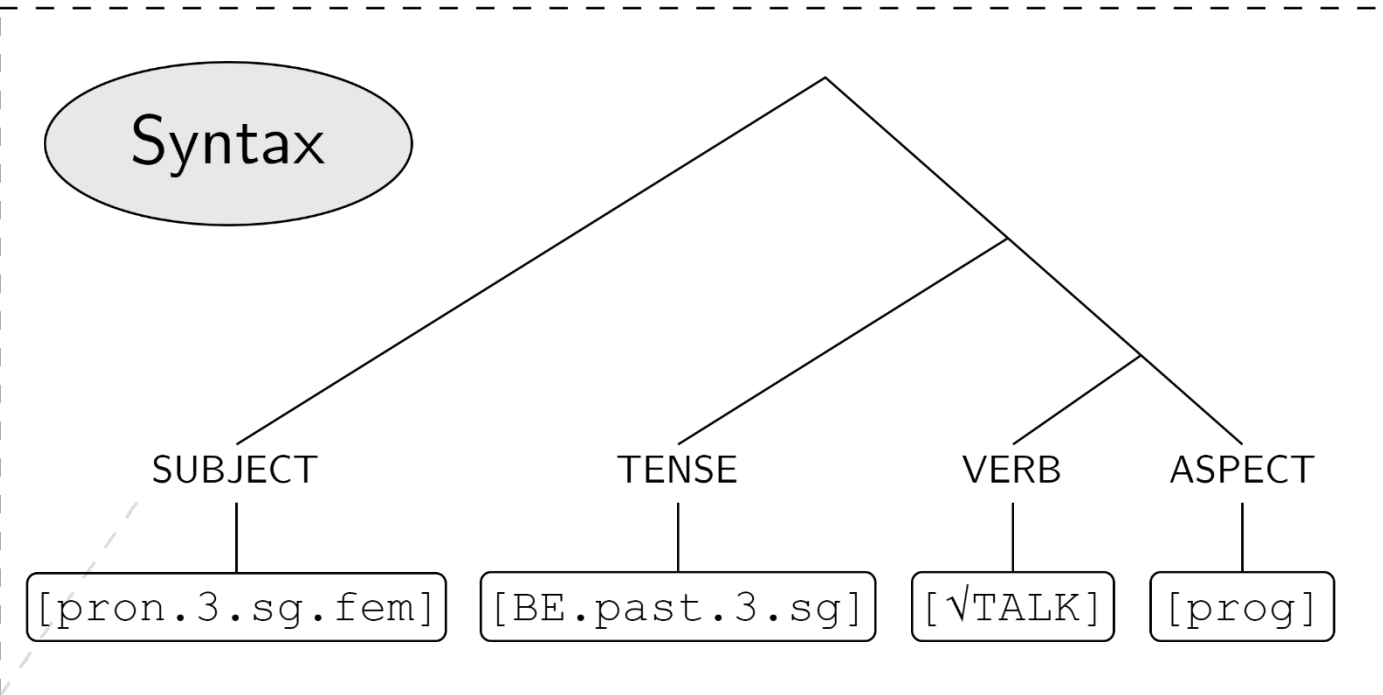 Syntax
SUBJECT TENSE VERB ASPECT
[pron.3.sg.fem] [BE.past.3.sg] [√TALK] [prog]